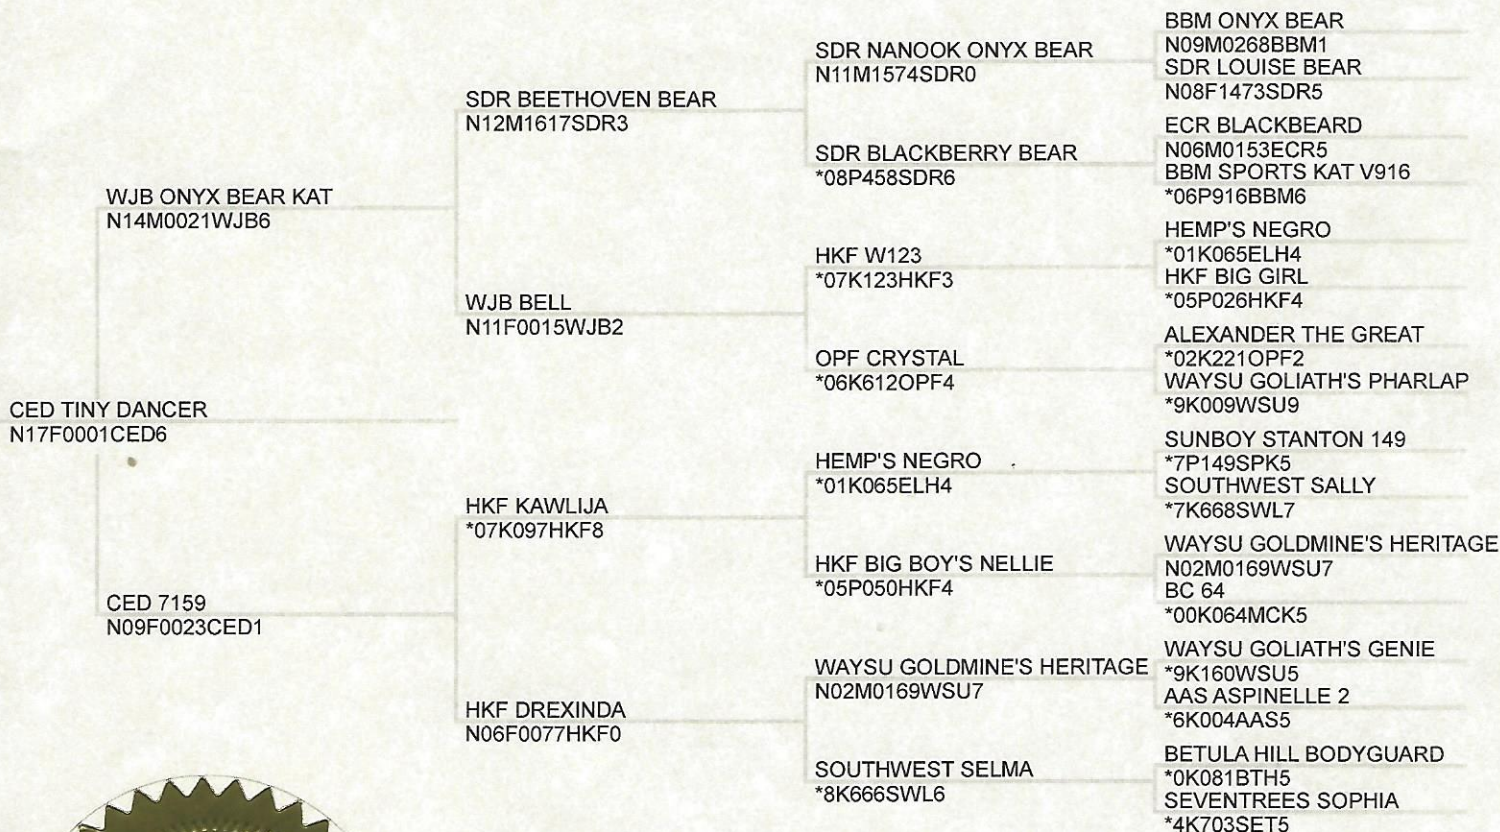 CED TINY DANCER
N17F0001CED6
WJB ONYX BEAR KAT
N14M0021WJB6
CED 7159
N09F0023CED1
SDR BEETHOVEN BEAR
N12M1617SDR3
WJB BELL
N11F0015WJB2
HKF KAWLIJA
*07K097HKF8
HKF DREXINDA
N06F0077HKF0
SDR NANOOK ONYX BEAR
N11M1574SDR0
SDR BLACKBERRY BEAR
*08P458SDR6
HKF W123
*07K123HKF3
OPF CRYSTAL
*06K612OPF4
HEMP'S NEGRO
*01K065ELH4
HKF BIG BOY'S NELLIE
*05P050HKF4
WAYSU GOLDMINE'S HERITAGE
N02M0169WSU7
SOUTHWEST SELMA
*8K666SWL6
BBM ONYX BEAR
N09M0268BBM1
SDR LOUISE BEAR
N08F1473SDR5
ECR BLACKBEARD
N06M0153ECR5
BBM SPORTS KAT V916
*06P916BBM6
HEMP'S NEGRO
*01K065ELH4
HKF BIG GIRL
*05P026HKF4
ALEXANDER THE GREAT
*02K221OPF2
WAYSU GOLIATH'S PHARLAP
*9K009WSU9
SUNBOY STANTON 149
*7P149SPK5
SOUTHWEST SALLY
*7K668SWL7
WAYSU GOLDMINE'S HERITAGE
N02M0169WSU7
BC 64
*00K064MCK5
WAYSU GOLIATH'S GENIE
*9K160WSU5
AAS ASPINELLE 2
*6K004AAS5
BETULA HILL BODYGUARD
*0K081BTH5
SEVENTREES SOPHIA
*4K703SET5